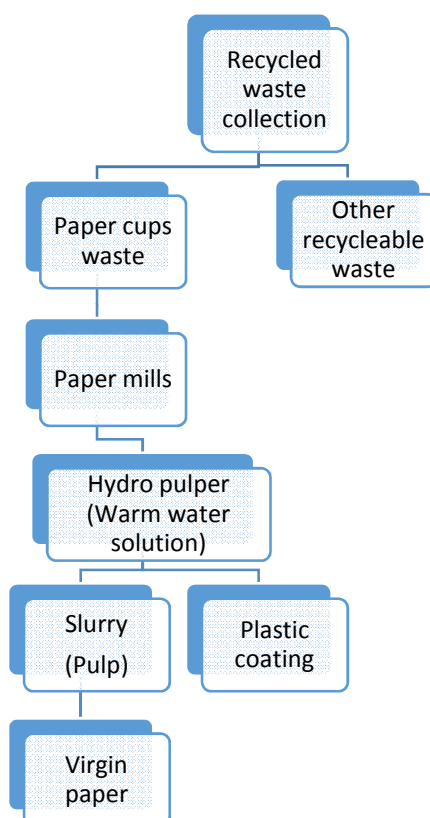 Recycled
waste
collection
Paper cups
waste
Other
recycleable
waste
Paper mills
Hydro pulper
(Warm water
solution)
Slurry
(Pulp)
Plastic
coating
Virgin
paper